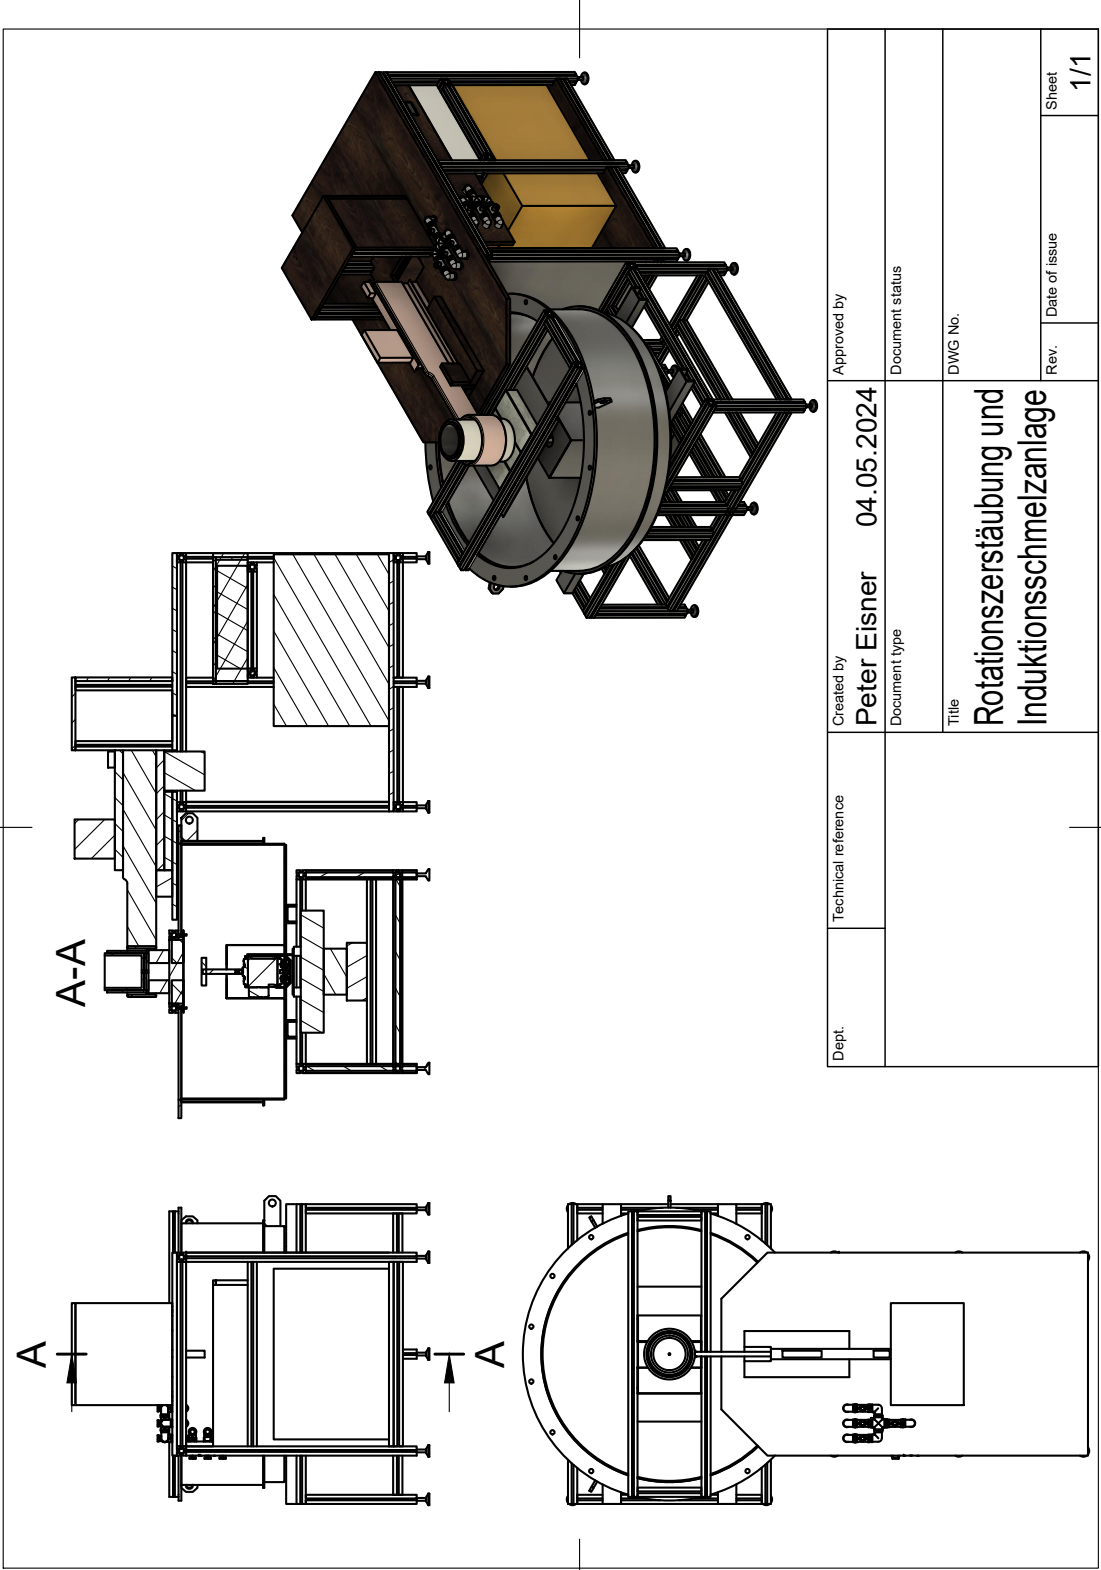 A-A
A
A
Dept.
Technical reference
Created by
Peter Eisner 04.05.2024
Approved by
Document type
Document status
Title
Rotationszerstäubung und
Induktionsschmelzanlage
DWG No.
Rev.
Date of issue
Sheet
1/1